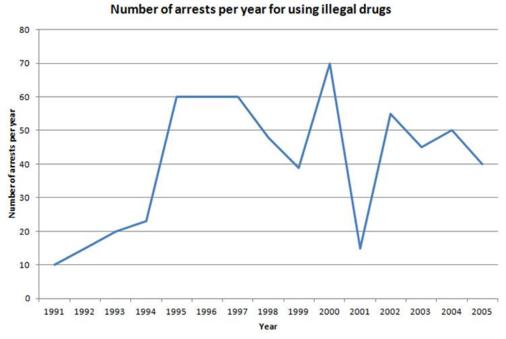 Number of arrests per year for using illegal drugs
80
70
60
50
40
30
20
10
0
Number of arrests per year
1991 1992 1993 1994 1995 1996 1997 1998 1999 2000 2001 2002 2003 2004 2005
Year